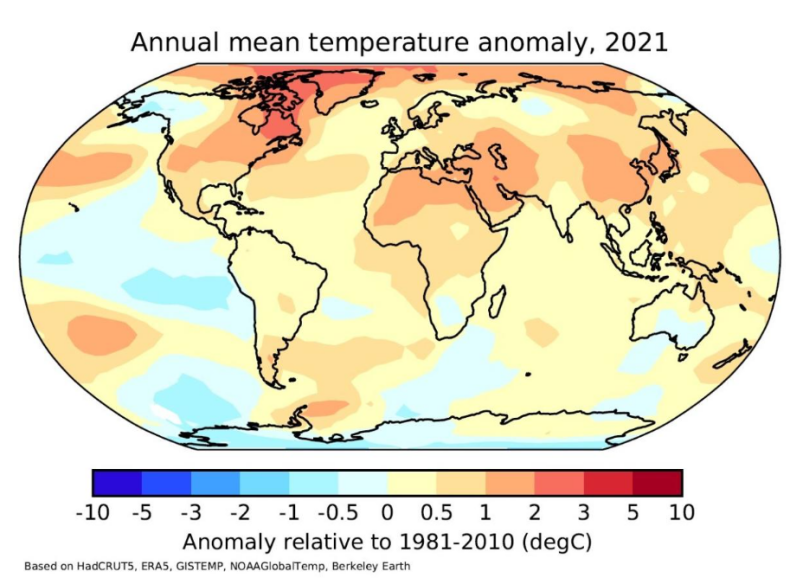 Annual mean temperature anomaly, 2021
-10 -5 -3 -2 -1 -0.5 0 0.5 1 2 3 5 10
Anomaly relative to 1981-2010 (degC)
Based on HadCRUT5, ERA5, GISTEMP, NOAAGlobalTemp, Berkeley Earth